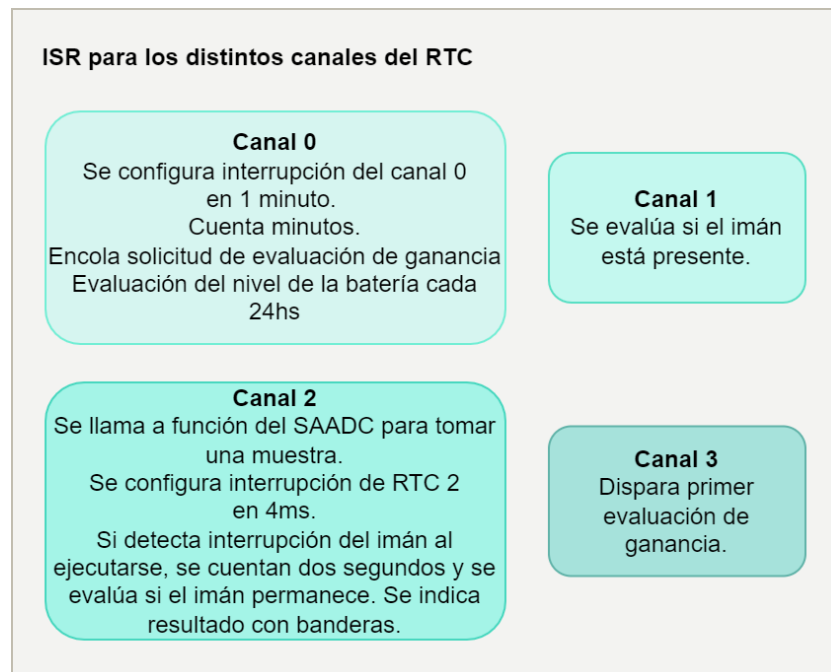 ISR para los distintos canales del RTC
Canal 0
Se configura interrupción del canal 0
en 1 minuto.
Cuenta minutos.
Encola solicitud de evaluación de ganancia
Evaluación del nivel de la batería cada
24hs
Canal 1
Se evalúa si el imán
está presente.
Canal 2
Se llama a función del SAADC para tomar
una muestra.
Se configura interrupción de RTC 2
en 4ms.
Si detecta interrupción del imán al
ejecutarse, se cuentan dos segundos y se
evalúa si el imán permanece. Se indica
resultado con banderas.
Canal 3
Dispara primer
evaluación de
ganancia.